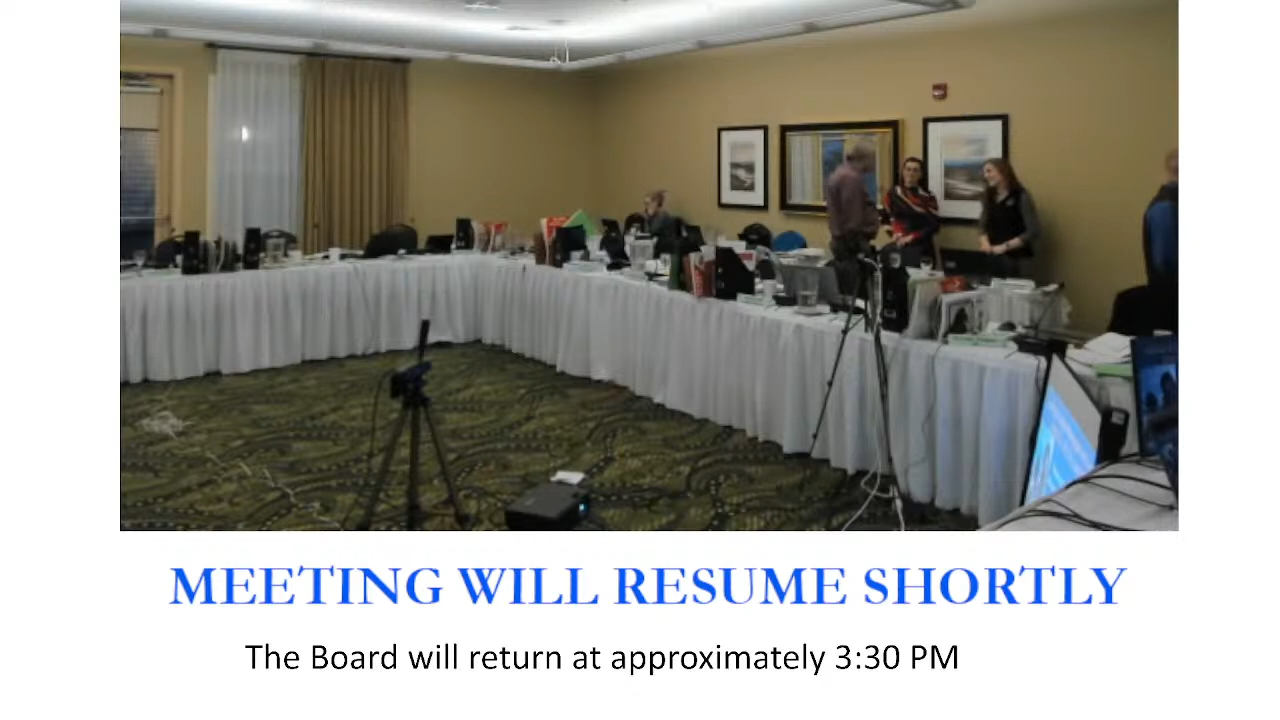 MEETING WILL RESUME SHORTLY
The Board will return at approximately 3:30 PM